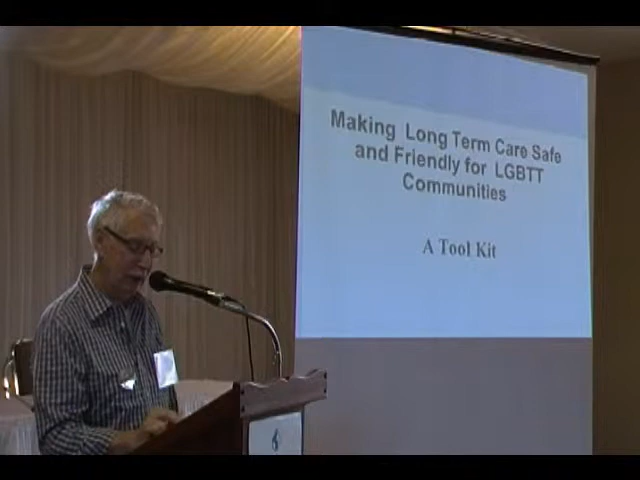 Making Long Term Care Safe
and Friendly for LGBTT
Communities
A Tool Kit